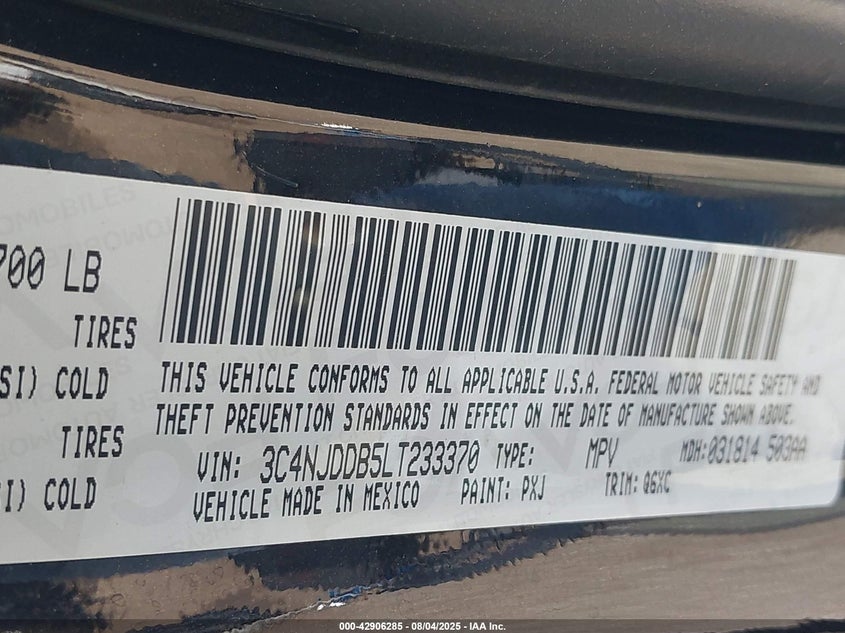 700 LB
TIRES
SI) COLD
TIRES
I) COLD
THIS VEHICLE CONFORMS TO ALL APPLICABLE U.S.A. FEDERAL MOTOR VEHICLE SAFETY AND
THEFT PREVENTION STANDARDS IN EFFECT ON THE DATE OF MANUFACTURE SHOWN ABOVE.
VIN: 3C4NJDDB5LT233370 TYPE: MPV MDH:031814 503AA
VEHICLE MADE IN MEXICO PAINT: PXJ TRIM: Q6XC
000-42906285 - 08/04/2025 - IAA Inc.